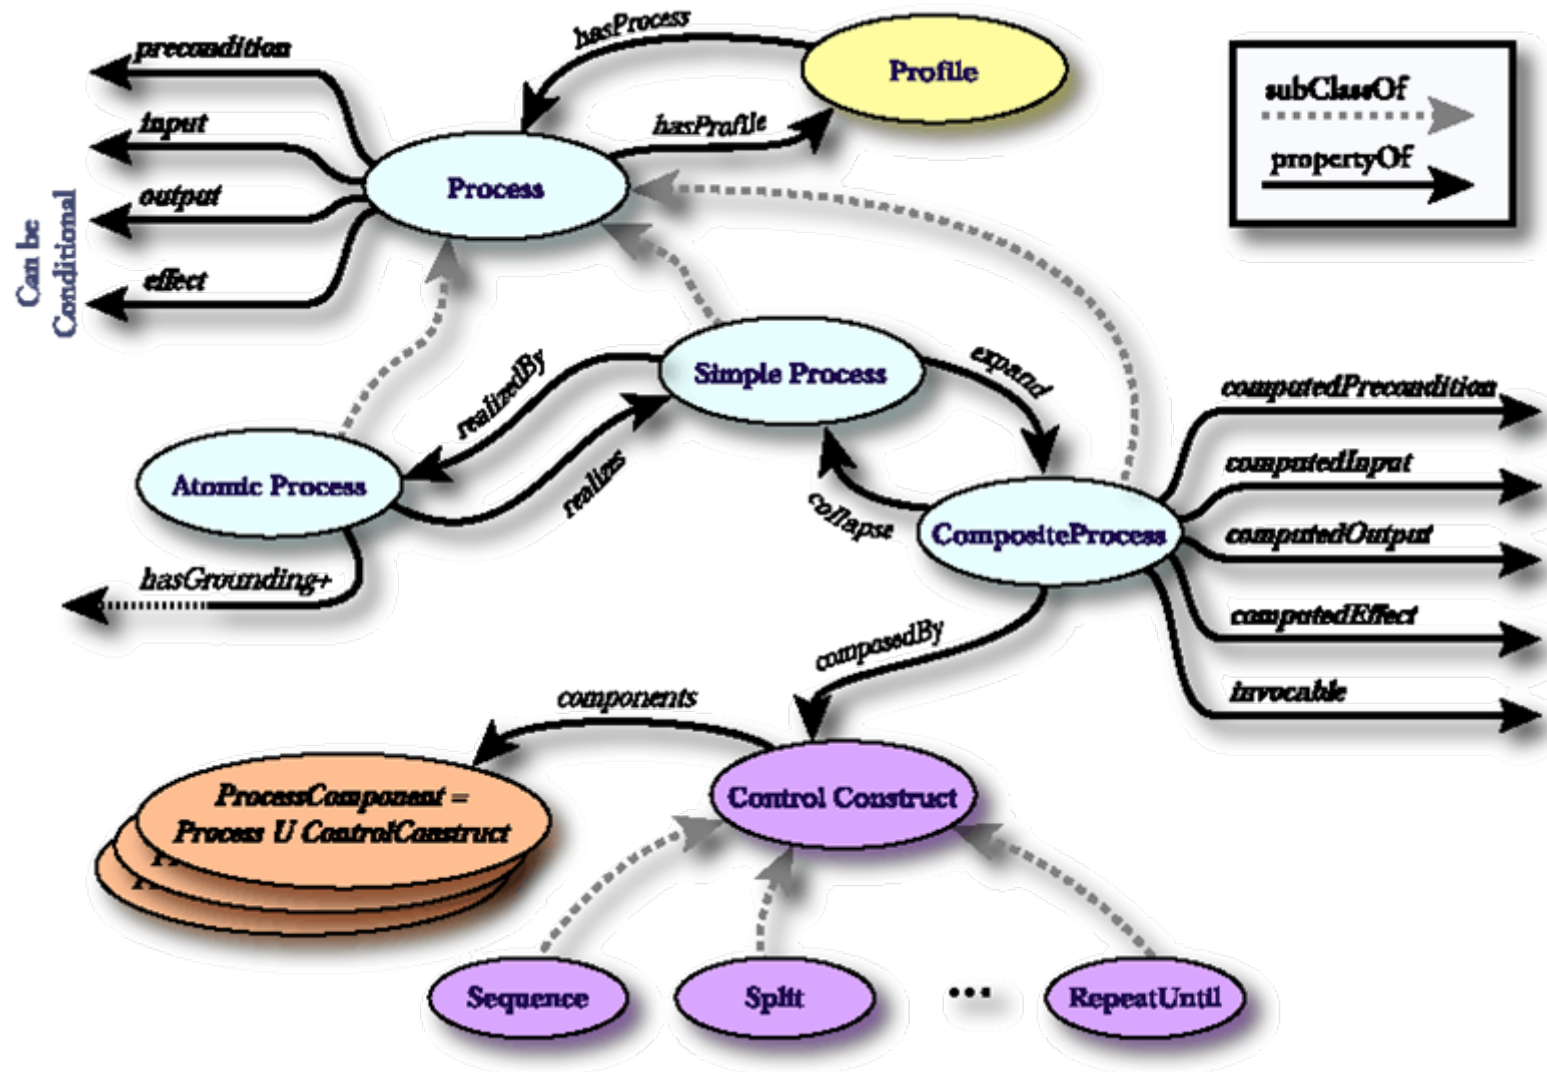 precondition
hasProcess
Profile
subClassOf
input
hasProfile
propertyOf
Process
output
Can be
Conditional
effect
realizedBy
Simple Process
expand
computedPrecondition
Atomic Process
realizes
collapse
computedInput
CompositeProcess
computedOutput
hasGrounding+
computedEffect
composedBy
invocable
components
ProcessComponent =
Process U ControlConstruct
Control Construct
Sequence
Split
...
RepeatUntil